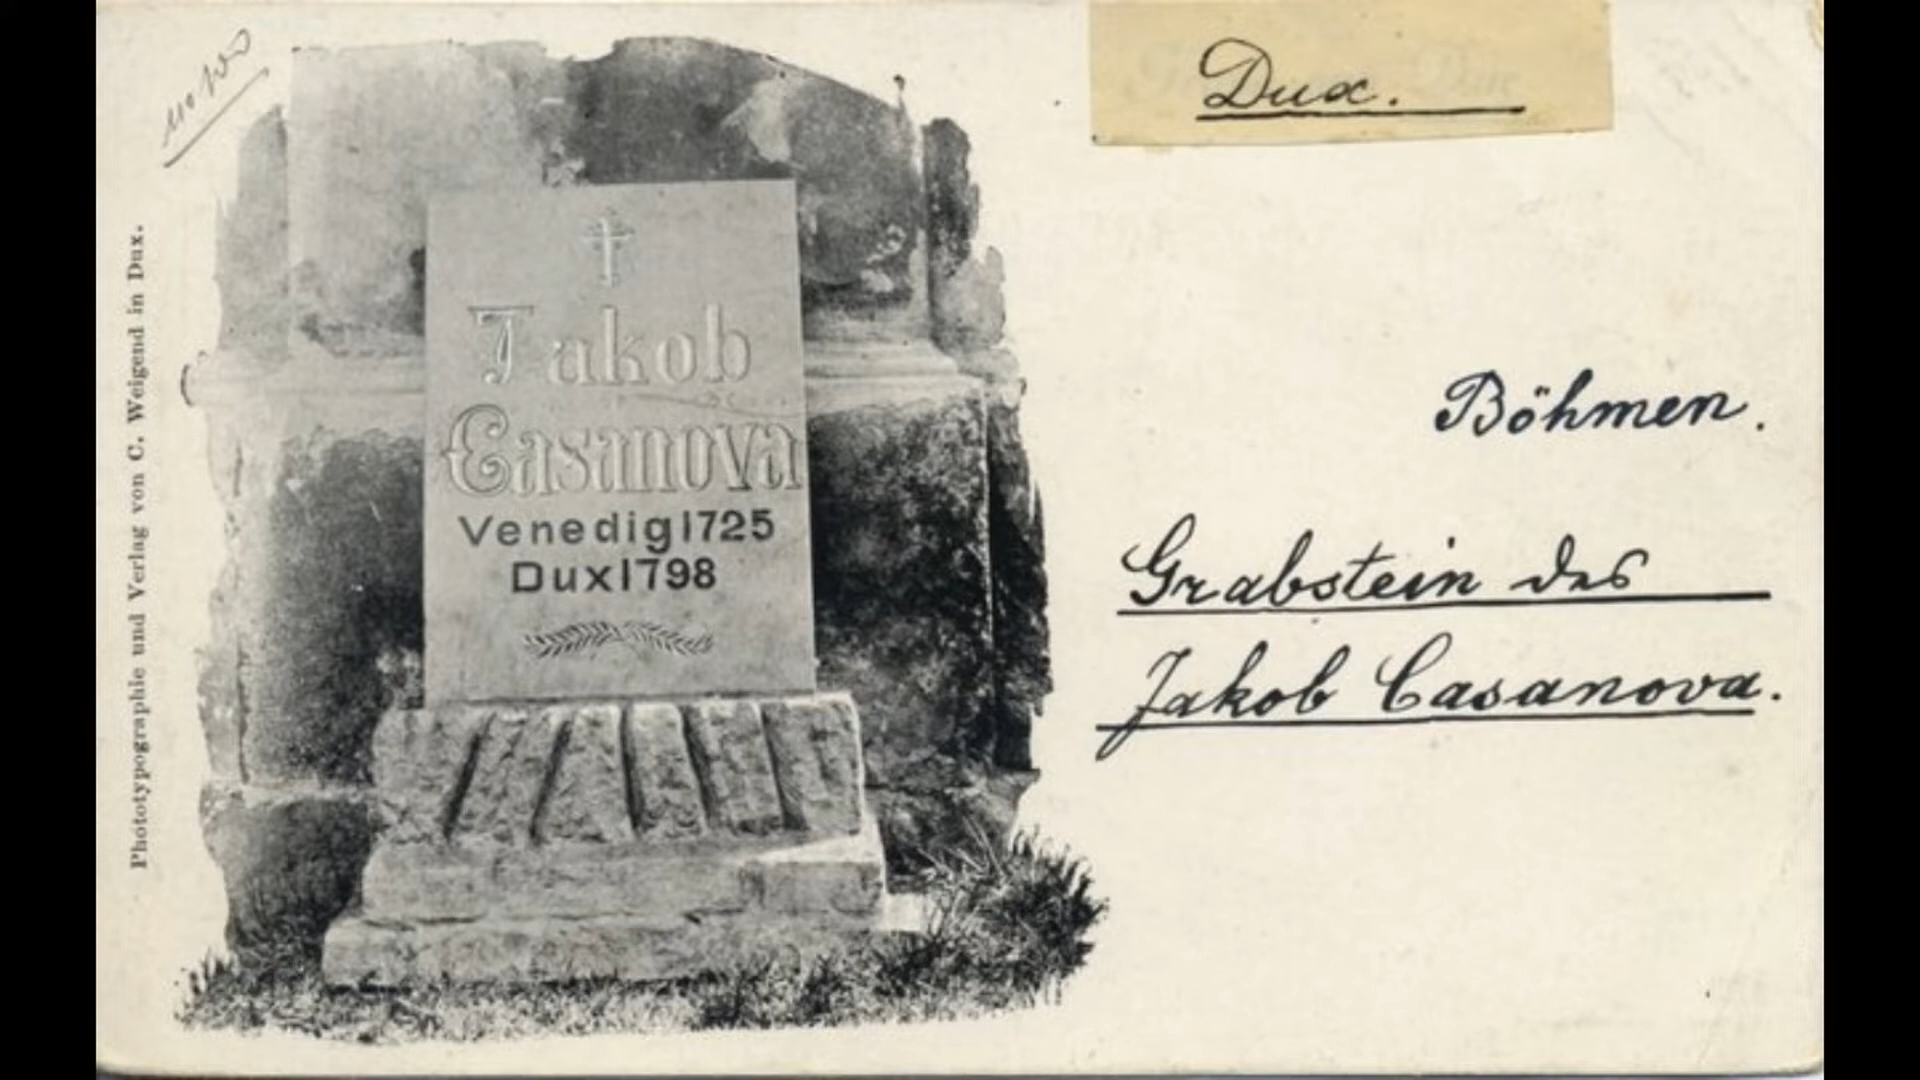 Dux.
Jakob
Casanova
Venedig 1725
Dux 1798
Böhmen.
Grabstein des
Jakob Casanova.
Phototypographie und Verlag von C. Weigend in Dux.